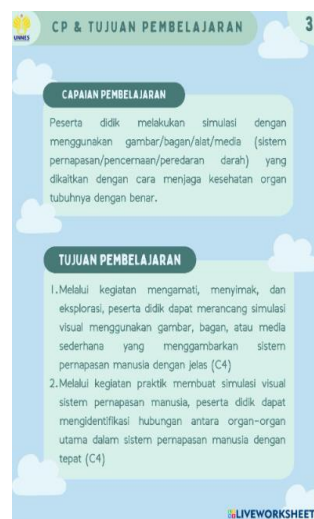 CP & TUJUAN PEMBELAJARAN
3
UNNES
CAPAIAN PEMBELAJARAN
Peserta didik melakukan simulasi dengan
menggunakan gambar/bagan/alat/media (sistem
pernapasan/pencernaan/peredaran darah) yang
dikaitkan dengan cara menjaga kesehatan organ
tubuhnya dengan benar.
TUJUAN PEMBELAJARAN
1. Melalui kegiatan mengamati, menyimak, dan
eksplorasi, peserta didik dapat merancang simulasi
visual menggunakan gambar, bagan, atau media
sederhana yang menggambarkan sistem
pernapasan manusia dengan jelas (C4)
2. Melalui kegiatan praktik membuat simulasi visual
sistem pernapasan manusia, peserta didik dapat
mengidentifikasi hubungan antara organ-organ
utama dalam sistem pernapasan manusia dengan
tepat (C4)
LIVEWORKSHEET